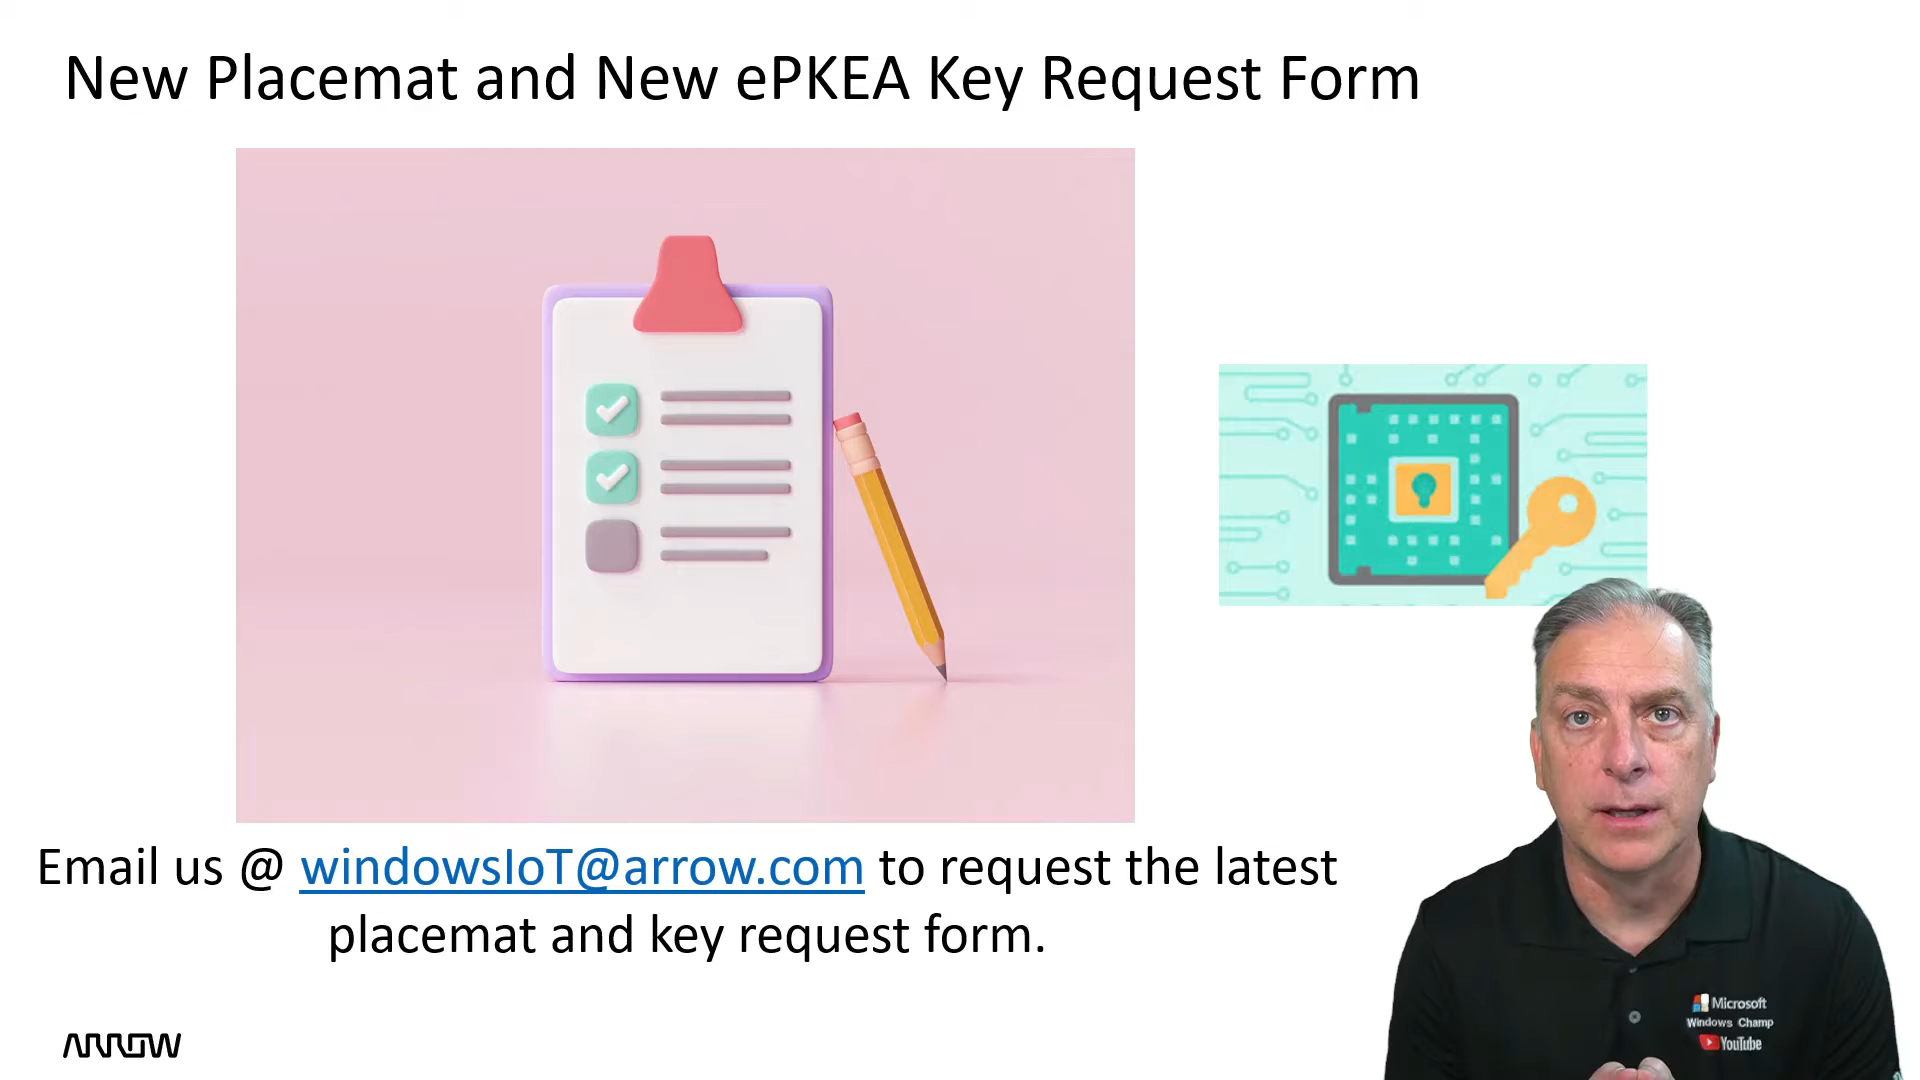 New Placemat and New ePKEA Key Request Form
Email us @ windowsIoT@arrow.com to request the latest
placemat and key request form.
ARROW
Microsoft
Windows Champ
YouTube